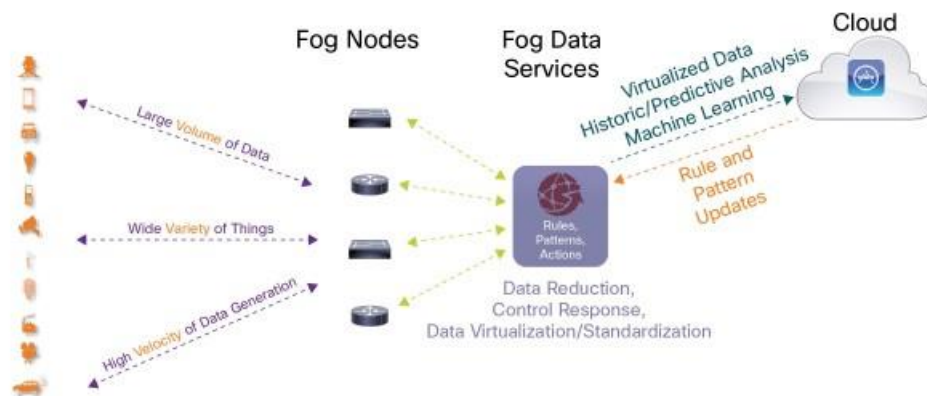 Cloud
Fog Nodes
Fog Data
Services
Virtualized Data
Historic/Predictive Analysis
Machine Learning
Large Volume of Data
Rule and
Pattern
Updates
Wide Variety of Things
Rules,
Patterns,
Actions
High Velocity of Data Generation
Data Reduction,
Control Response,
Data Virtualization/Standardization